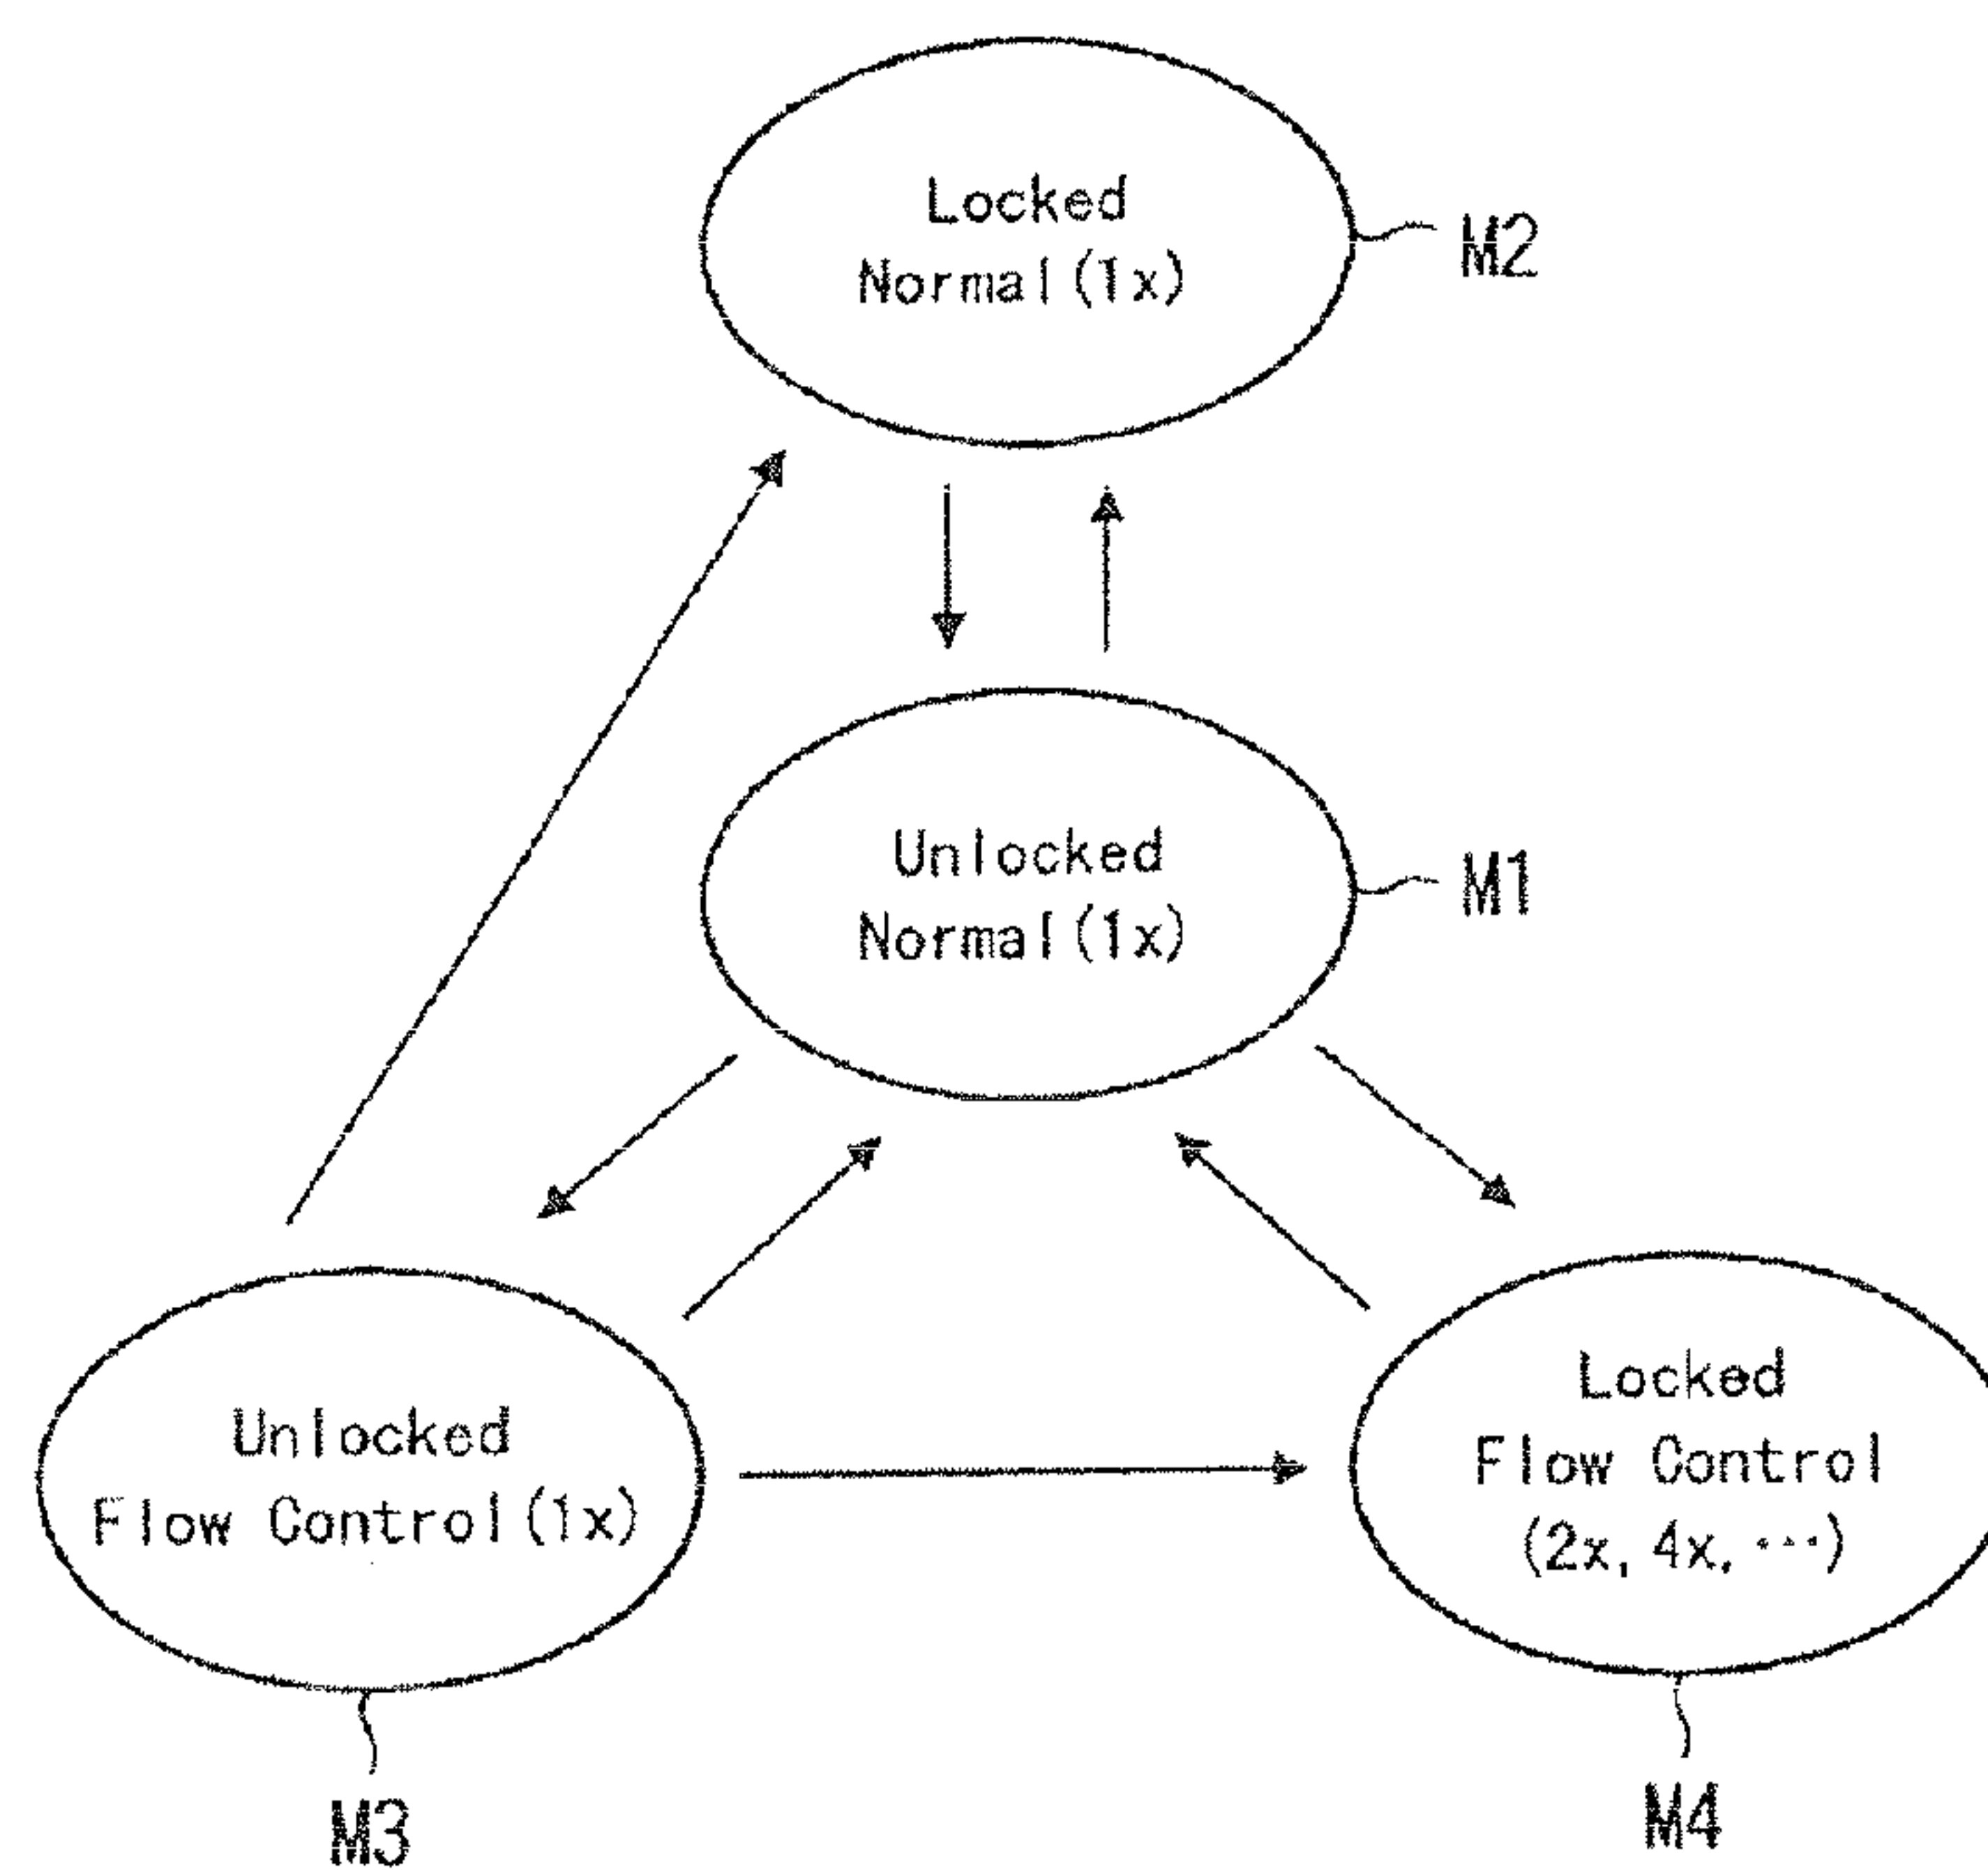 Locked
Normal(1x)
M2
Unlocked
Normal(1x)
M1
Unlocked
Flow Control(1x)
M3
Locked
Flow Control
(2x, 4x, ···)
M4